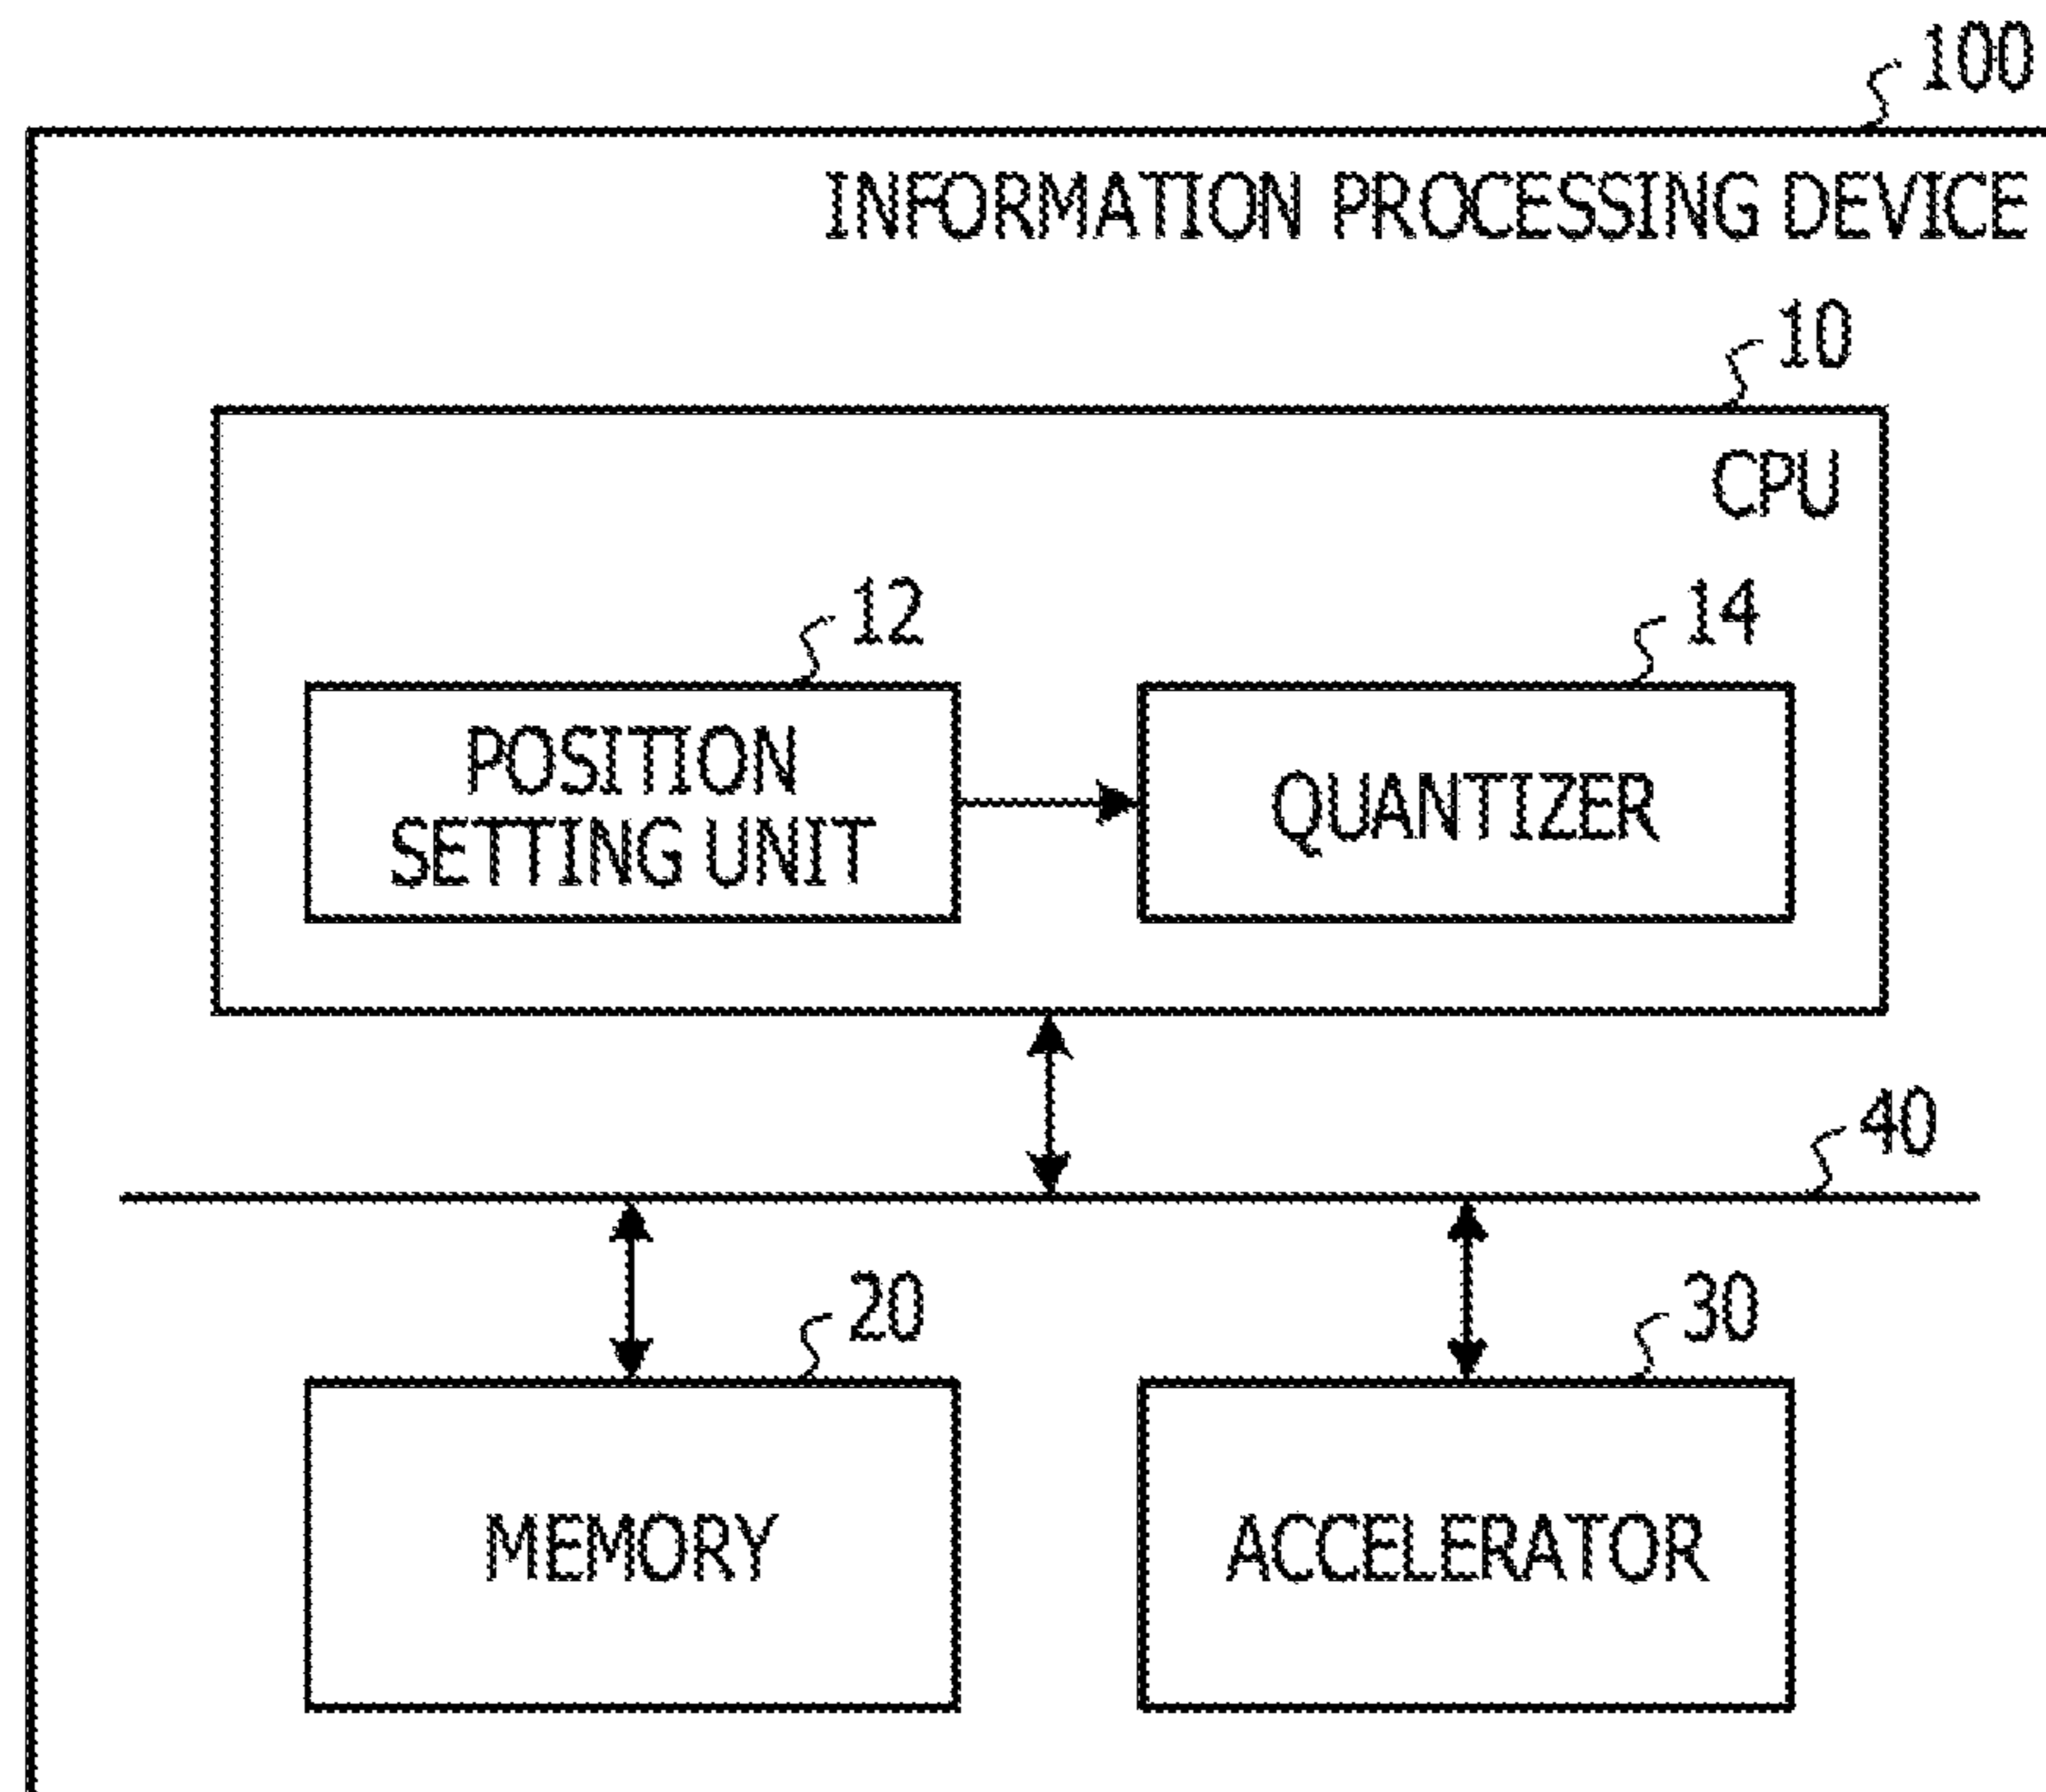 100
INFORMATION PROCESSING DEVICE
10
CPU
12
14
POSITION
SETTING UNIT
QUANTIZER
40
20
30
MEMORY
ACCELERATOR